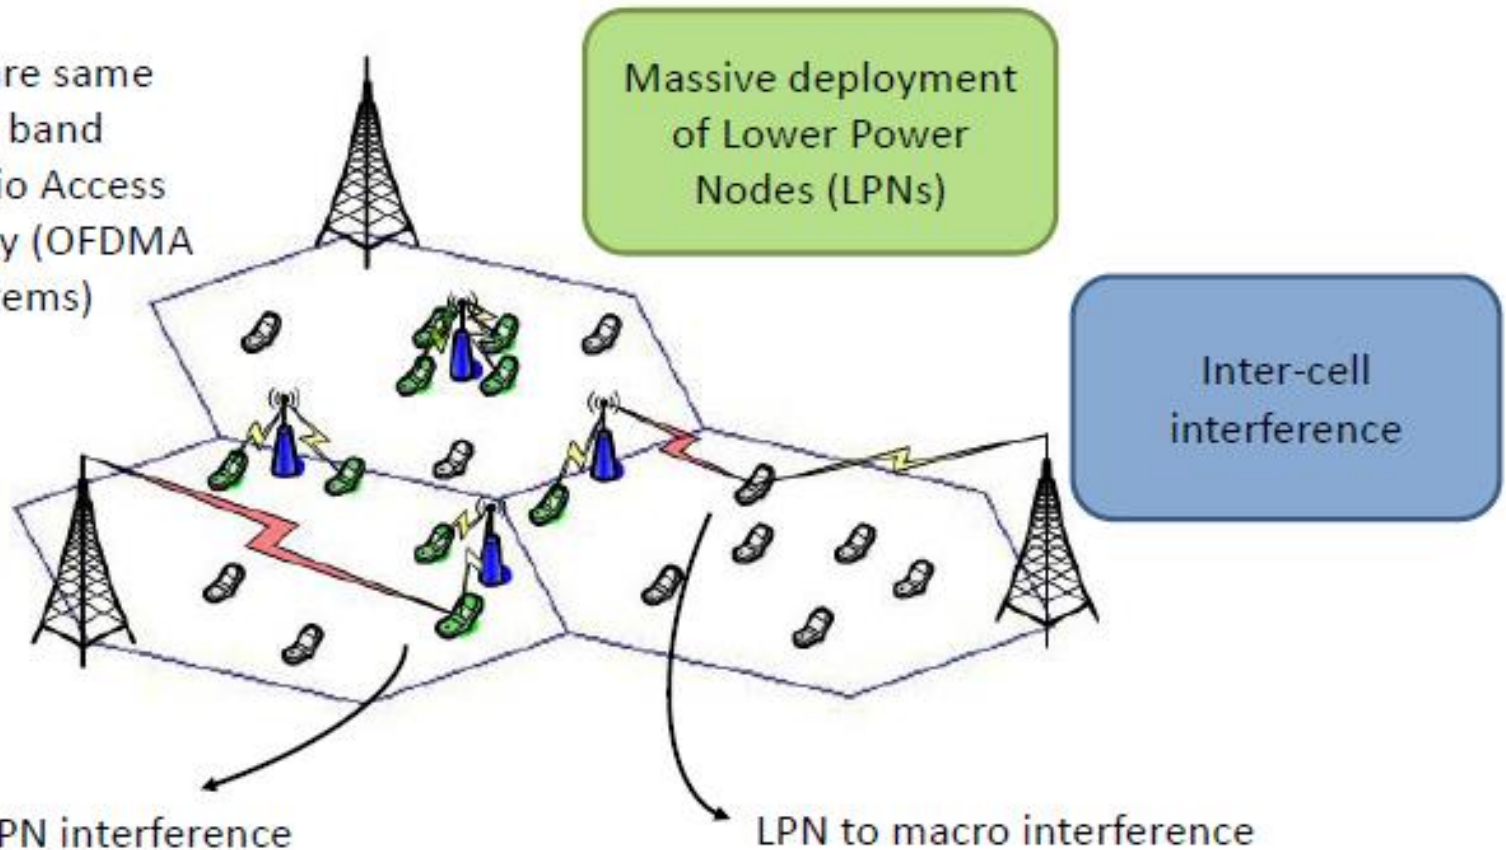 re same
band
io Access
y (OFDMA
ems)
Massive deployment
of Lower Power
Nodes (LPNs)
Inter-cell
interference
PN interference
LPN to macro interference